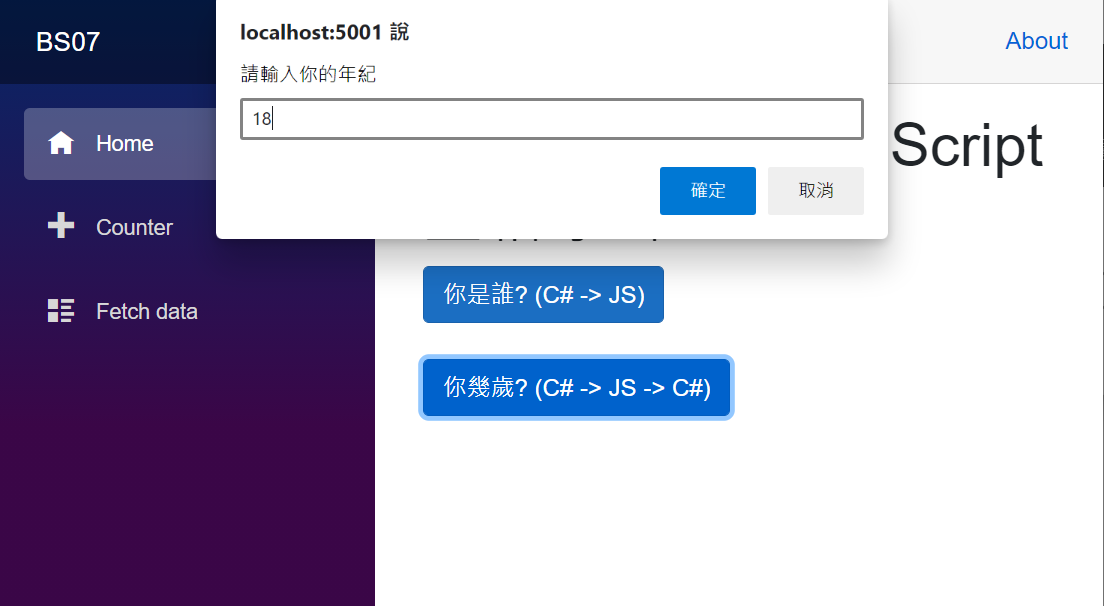 BS07
localhost:5001 說
請輸入你的年紀
18
確定
取消
About
Home
Counter
Fetch data
Script
你是誰? (C# -> JS)
你幾歲? (C# -> JS -> C#)